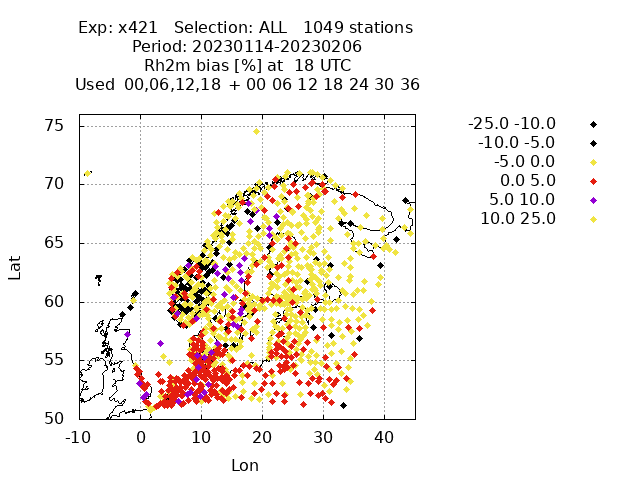 Exp: x421   Selection: ALL   1049 stations
Period: 20230114-20230206
Rh2m bias [%] at  18 UTC
Used  00,06,12,18  + 00 06 12 18 24 30 36
-25.0 -10.0
-10.0 -5.0
-5.0 0.0
0.0 5.0
5.0 10.0
10.0 25.0
75
70
65
60
55
50
Lat
-10 0 10 20 30 40
Lon